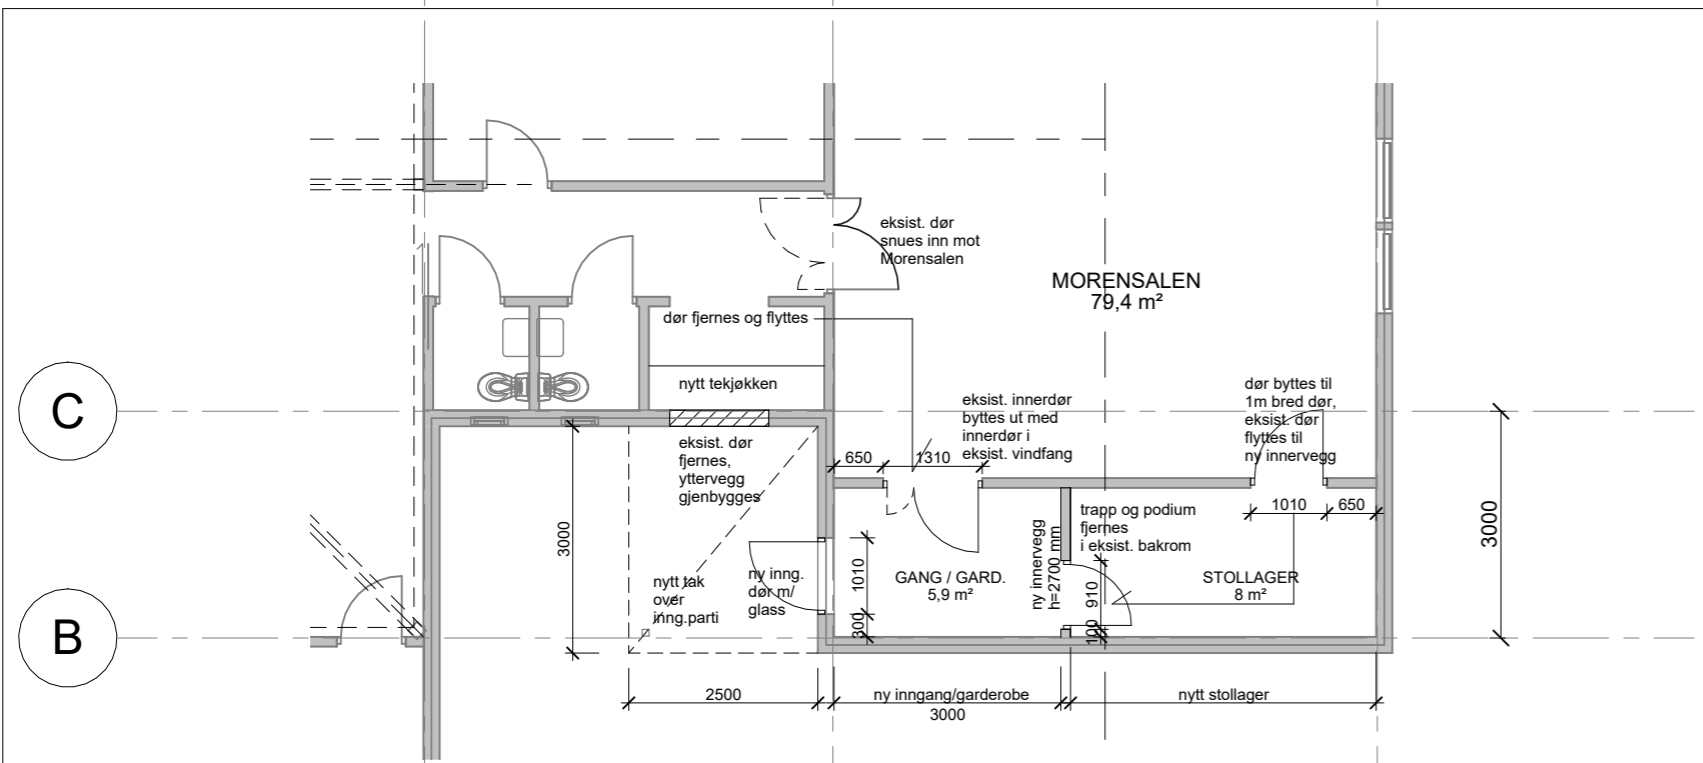 eksist. dør
snues inn mot
Morensalen
MORENSALEN
79,4 m²
dør fjernes og flyttes
nytt tekjøkken
C
eksist. innerdør
byttes ut med
innerdør i
eksist. vindfang
dør byttes til
1m bred dør,
eksist. dør
flyttes til
ny innervegg
eksist. dør
fjernes,
yttervegg
gjenbygges
650
1310
1010
650
3000
3000
trapp og podium
fjernes
i eksist. bakrom
ny innervegg
h=2700 mm
nytt tak
over
inng.parti
ny inng.
dør m/
glass
1010
300
GANG / GARD.
5,9 m²
910
100
STOLLAGER
8 m²
B
2500
ny inngang/garderobe
3000
nytt stollager